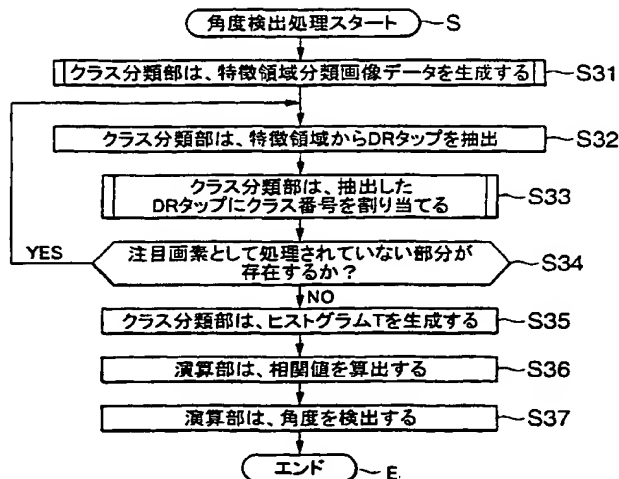 角度検出処理スタート S
クラス分類部は、特徴領域分類画像データを生成する S31
クラス分類部は、特徴領域からDRタップを抽出 S32
クラス分類部は、抽出した
DRタップにクラス番号を割り当てる S33
YES
注目画素として処理されていない部分が
存在するか? S34
NO
クラス分類部は、ヒストグラムTを生成する S35
演算部は、相関値を算出する S36
演算部は、角度を検出する S37
エンド E